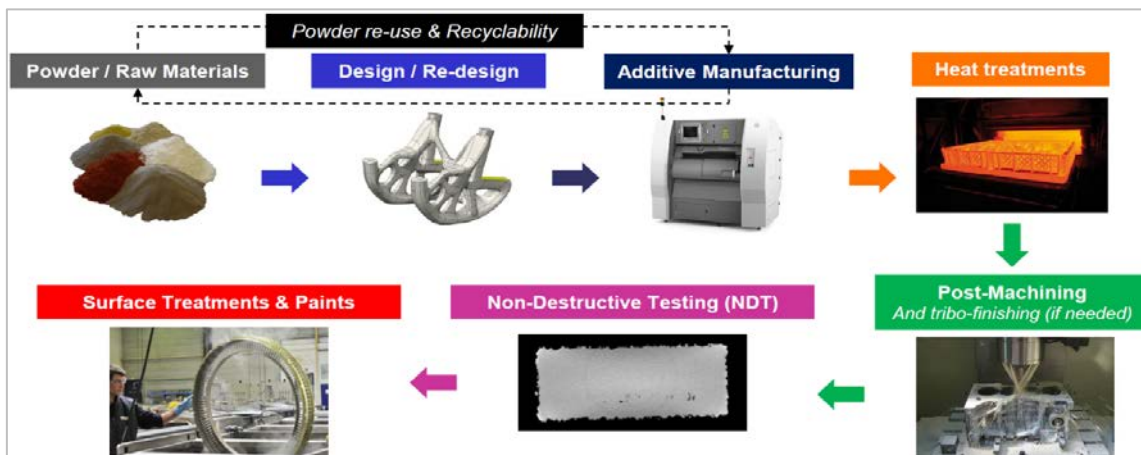 Powder re-use & Recyclability
Powder / Raw Materials
Design / Re-design
Additive Manufacturing
Heat treatments
Surface Treatments & Paints
Non-Destructive Testing (NDT)
Post-Machining
And tribo-finishing (if needed)